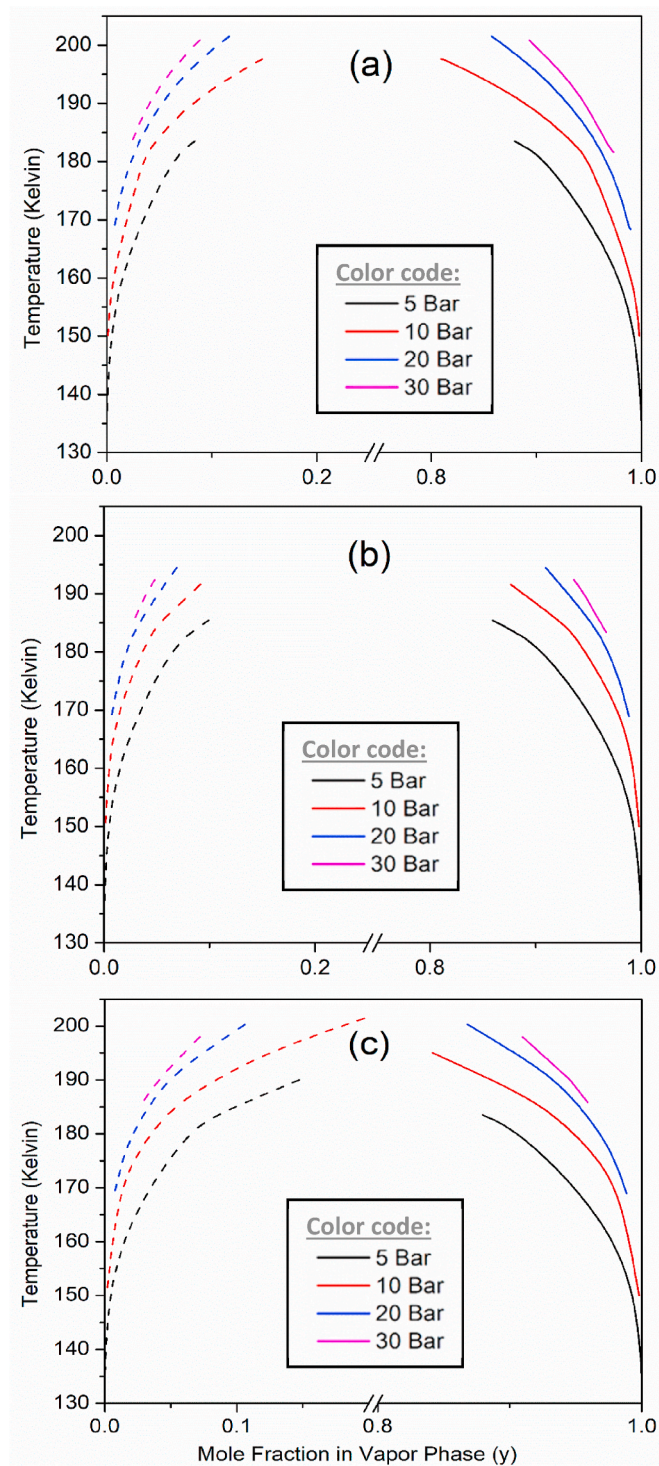 (a)
Temperature (Kelvin)
200
190
180
170
160
150
140
130
Color code:
5 Bar
10 Bar
20 Bar
30 Bar
0.0 0.2 0.8 1.0
(b)
Temperature (Kelvin)
200
190
180
170
160
150
140
130
Color code:
5 Bar
10 Bar
20 Bar
30 Bar
0.0 0.2 0.8 1.0
(c)
Temperature (Kelvin)
200
190
180
170
160
150
140
130
Color code:
5 Bar
10 Bar
20 Bar
30 Bar
0.0 0.1 0.8 1.0
Mole Fraction in Vapor Phase (y)